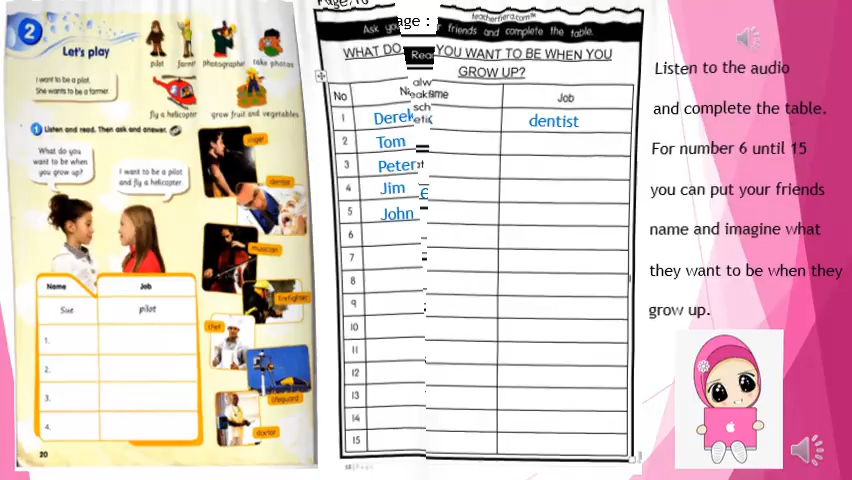 2
Let's play
pilot
farmer
photographer
take photos
I want to be a pilot.
She wants to be a farmer.
fly a helicopter
grow fruit and vegetables
1 Listen and read. Then ask and answer.
What do you
want to be when
you grow up?
I want to be a pilot
and fly a helicopter.
singer
dentist
musician
firefighter
chef
lifeguard
doctor
Name
Job
Sue
pilot
1.
2.
3.
4.
20
age :
teacherfiera.com™
Ask you friends and complete the table.
WHAT DO YOU WANT TO BE WHEN YOU
GROW UP?
Read
alw
sch
No
Job
1 Derek dentist
2 Tom
3 Peter
4 Jim
5 John
6
7
8
9
10
11
12
13
14
15
Listen to the audio
and complete the table.
For number 6 until 15
you can put your friends
name and imagine what
they want to be when they
grow up.